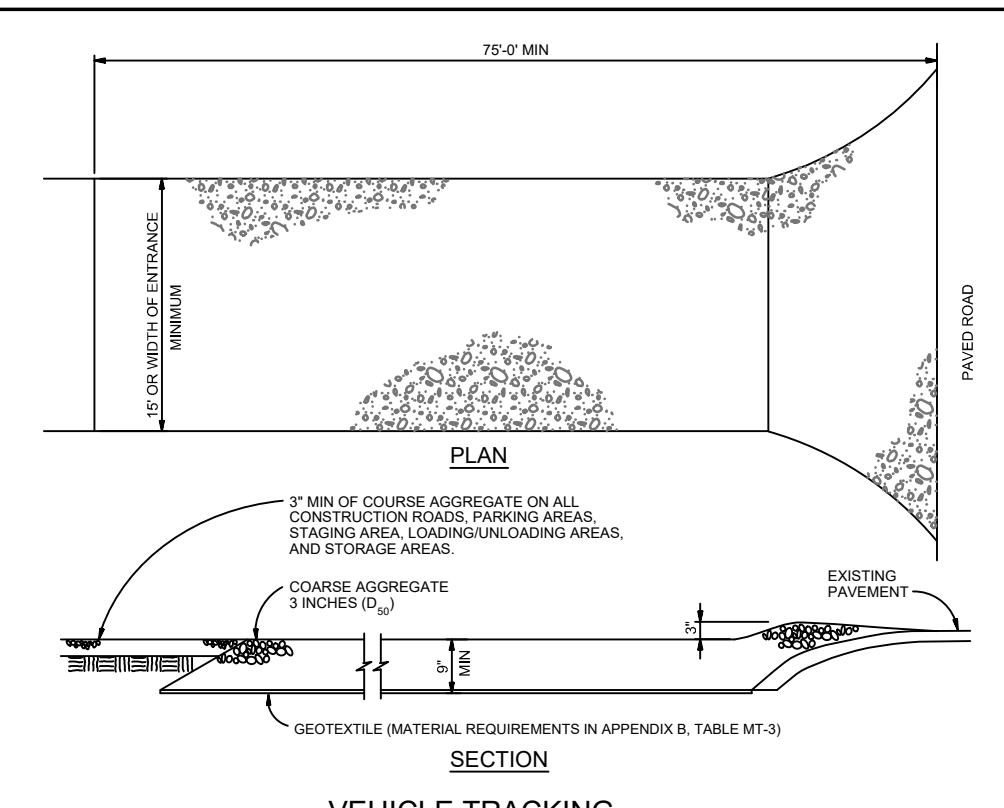 75'-0' MIN
15' OR WIDTH OF ENTRANCE
MINIMUM
PAVED ROAD
PLAN
3" MIN OF COURSE AGGREGATE ON ALL
CONSTRUCTION ROADS, PARKING AREAS,
STAGING AREA, LOADING/UNLOADING AREAS,
AND STORAGE AREAS.
COARSE AGGREGATE
3 INCHES (D50)
EXISTING
PAVEMENT
3"
9"
MIN
GEOTEXTILE (MATERIAL REQUIREMENTS IN APPENDIX B, TABLE MT-3)
SECTION
VEHICLE TRACKING